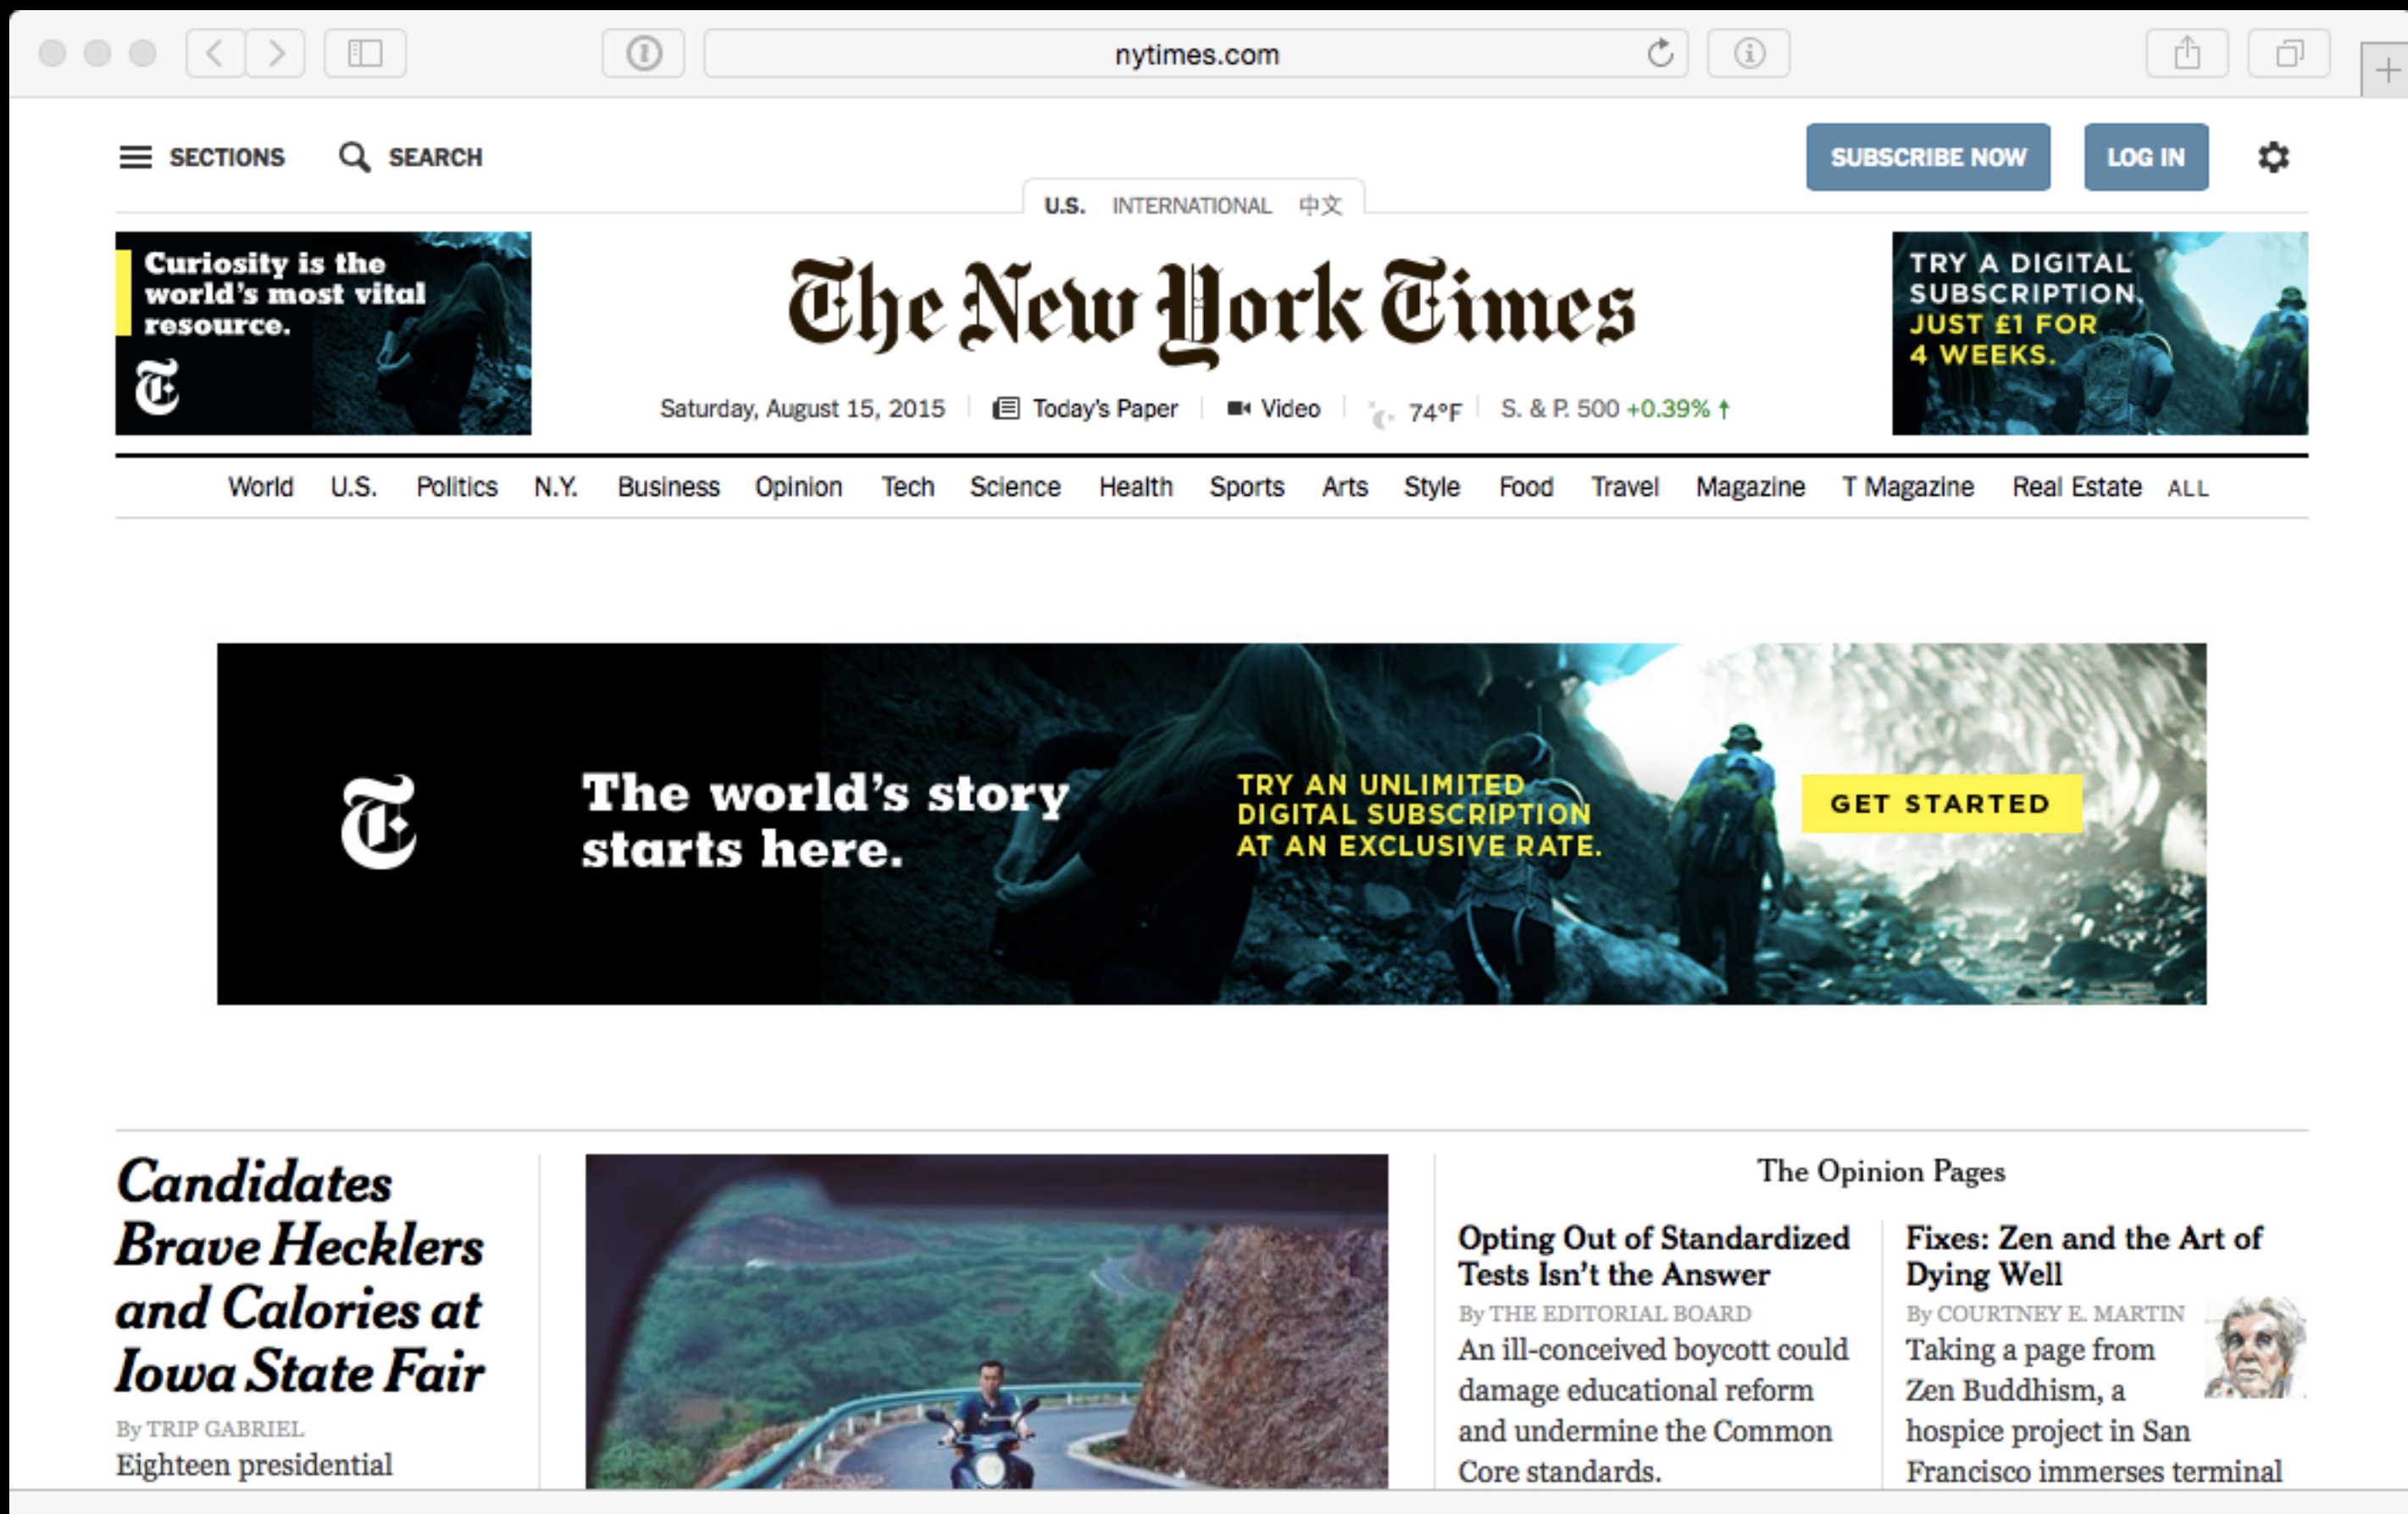 nytimes.com
SECTIONS SEARCH
SUBSCRIBE NOW LOG IN
U.S. INTERNATIONAL 中文
Curiosity is the
world's most vital
resource.
T
The New York Times
TRY A DIGITAL
SUBSCRIPTION.
JUST £1 FOR
4 WEEKS.
Saturday, August 15, 2015 Today's Paper Video 74°F S. & P. 500 +0.39% ↑
World U.S. Politics N.Y. Business Opinion Tech Science Health Sports Arts Style Food Travel Magazine T Magazine Real Estate ALL
T
The world's story
starts here.
TRY AN UNLIMITED
DIGITAL SUBSCRIPTION
AT AN EXCLUSIVE RATE.
GET STARTED
Candidates
Brave Hecklers
and Calories at
Iowa State Fair
By TRIP GABRIEL
Eighteen presidential
The Opinion Pages
Opting Out of Standardized
Tests Isn't the Answer
By THE EDITORIAL BOARD
An ill-conceived boycott could
damage educational reform
and undermine the Common
Core standards.
Fixes: Zen and the Art of
Dying Well
By COURTNEY E. MARTIN
Taking a page from
Zen Buddhism, a
hospice project in San
Francisco immerses terminal